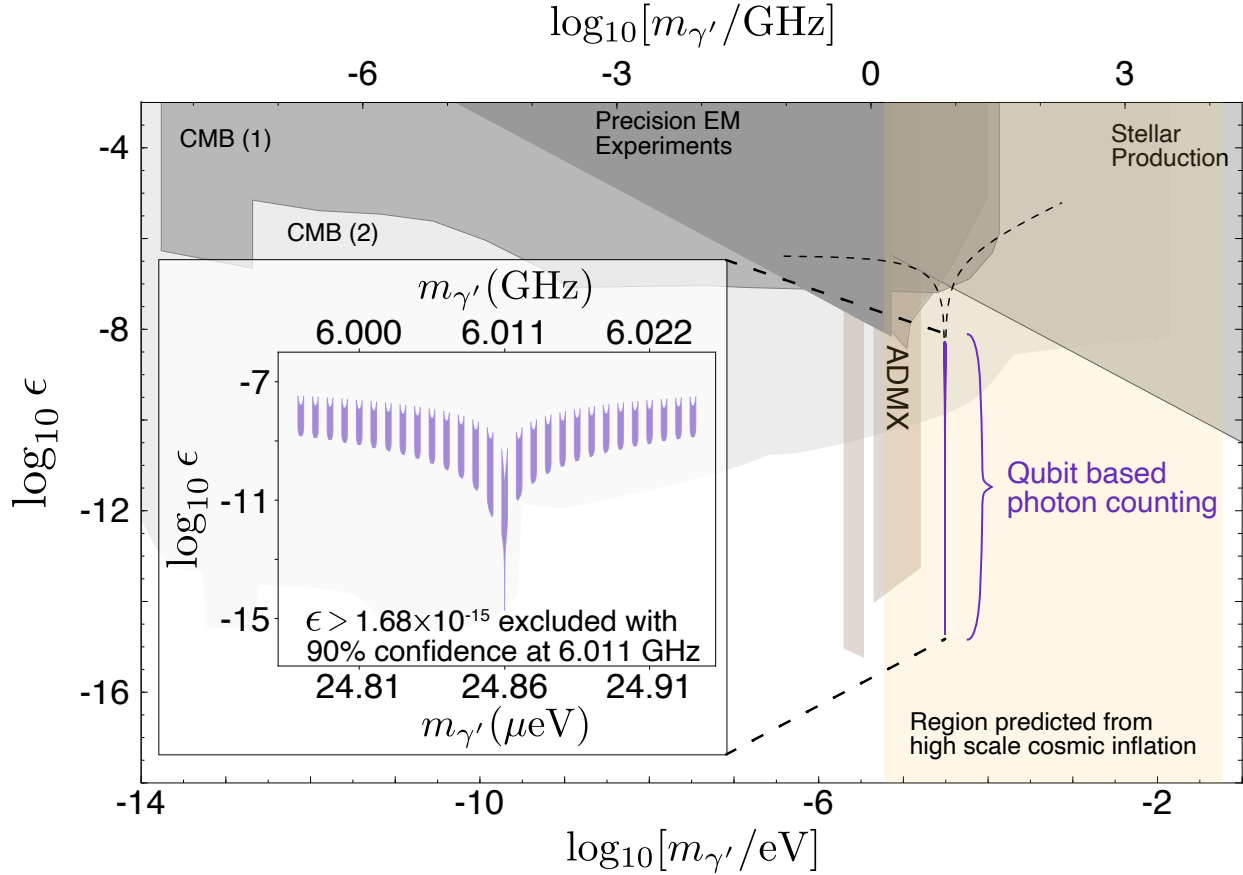 log₁₀[mγ′/GHz]
-6 -3 0 3
CMB (1)
Precision EM
Experiments
Stellar
Production
CMB (2)
-4
-6
-8
-12
-16
log₁₀ ϵ
mγ′(GHz)
6.000 6.011 6.022
-7
-11
-15
log₁₀ ϵ
ϵ > 1.68×10⁻¹⁵ excluded with
90% confidence at 6.011 GHz
24.81 24.86 24.91
mγ′(μeV)
ADMX
Qubit based
photon counting
Region predicted from
high scale cosmic inflation
-14 -10 -6 -2
log₁₀[mγ′/eV]